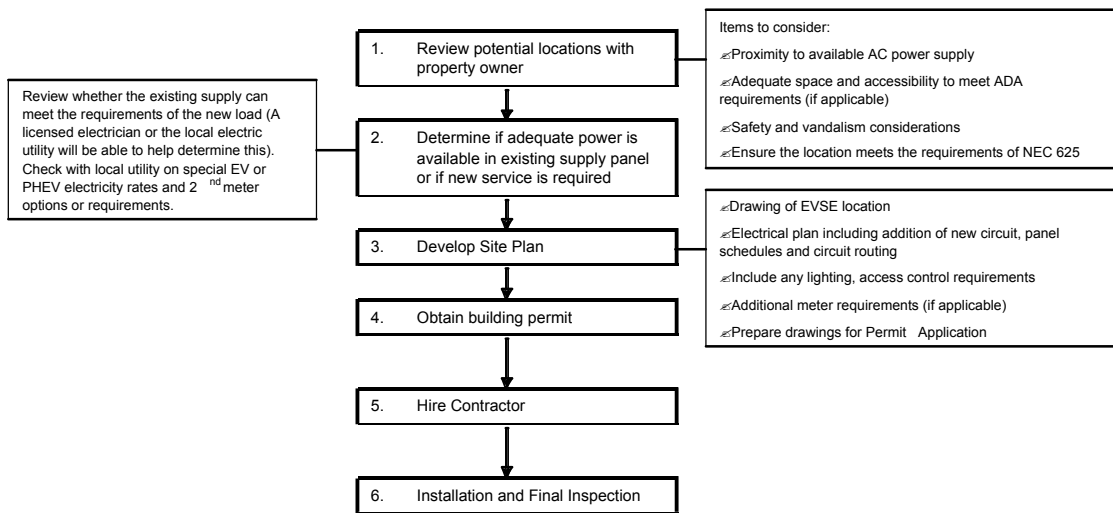 1. Review potential locations with
property owner
Items to consider:
✍Proximity to available AC power supply
✍Adequate space and accessibility to meet ADA
requirements (if applicable)
✍Safety and vandalism considerations
✍Ensure the location meets the requirements of NEC 625
Review whether the existing supply can
meet the requirements of the new load (A
licensed electrician or the local electric
utility will be able to help determine this).
Check with local utility on special EV or
PHEV electricity rates and 2 nd meter
options or requirements.
2. Determine if adequate power is
available in existing supply panel
or if new service is required
3. Develop Site Plan
✍Drawing of EVSE location
✍Electrical plan including addition of new circuit, panel
schedules and circuit routing
✍Include any lighting, access control requirements
✍Additional meter requirements (if applicable)
✍Prepare drawings for Permit Application
4. Obtain building permit
5. Hire Contractor
6. Installation and Final Inspection